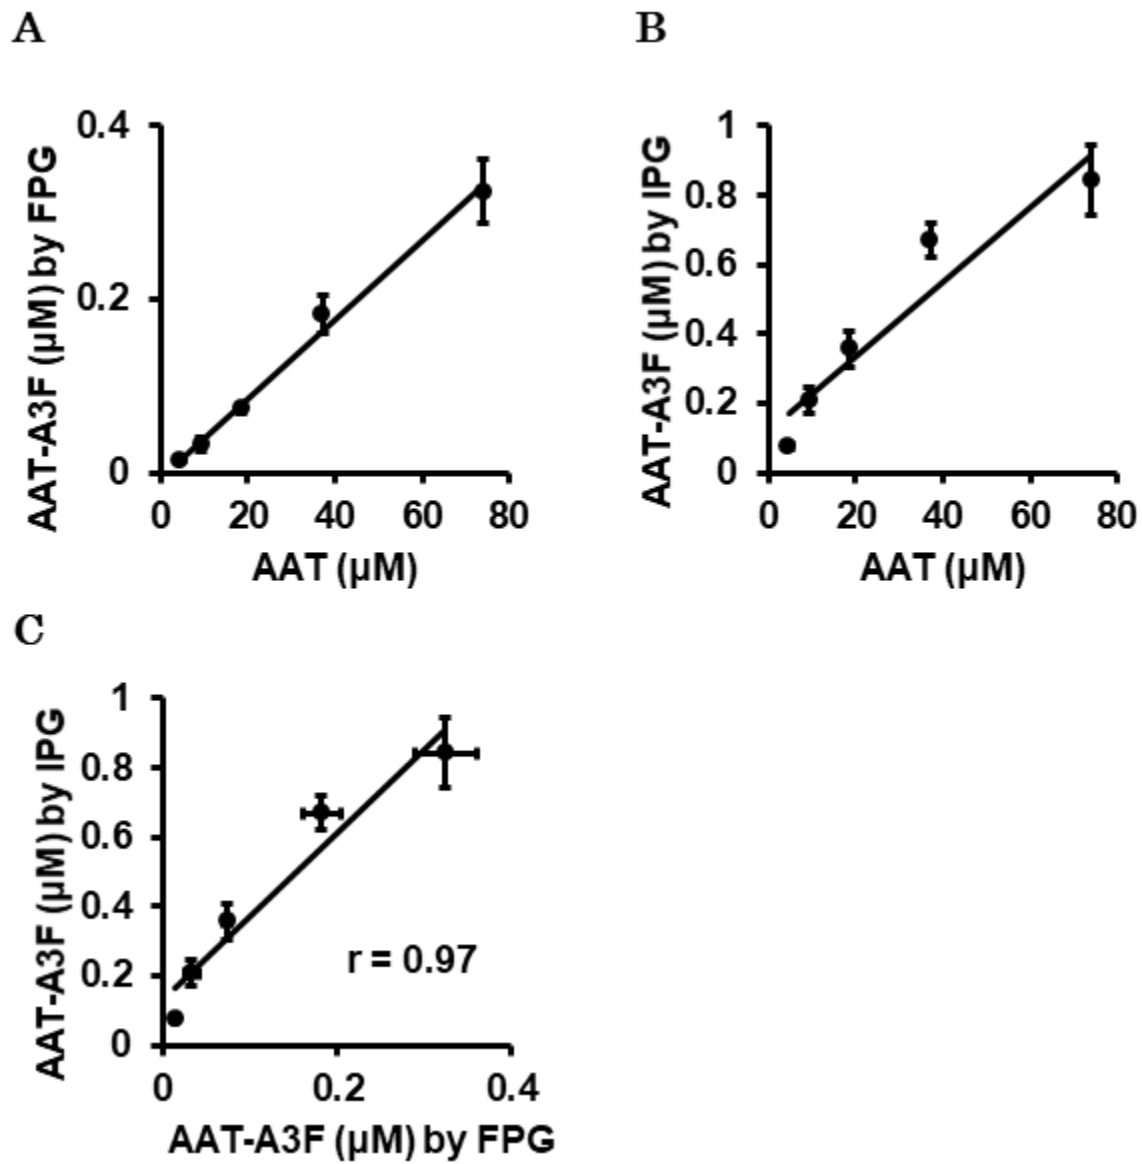 A
AAT-A3F (µM) by FPG
0.4
0.2
0
0 20 40 60 80
AAT (µM)
B
AAT-A3F (µM) by IPG
1
0.8
0.6
0.4
0.2
0
0 20 40 60 80
AAT (µM)
C
AAT-A3F (µM) by IPG
1
0.8
0.6
0.4
0.2
0
r = 0.97
0 0.2 0.4
AAT-A3F (µM) by FPG